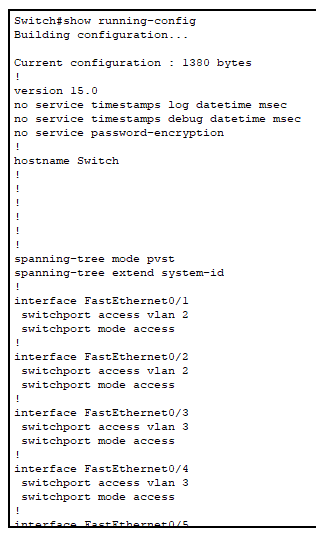 Switch#show running-config
Building configuration...
Current configuration : 1380 bytes
!
version 15.0
no service timestamps log datetime msec
no service timestamps debug datetime msec
no service password-encryption
!
hostname Switch
!
!
!
!
!
!
spanning-tree mode pvst
spanning-tree extend system-id
!
interface FastEthernet0/1
 switchport access vlan 2
 switchport mode access
!
interface FastEthernet0/2
 switchport access vlan 2
 switchport mode access
!
interface FastEthernet0/3
 switchport access vlan 3
 switchport mode access
!
interface FastEthernet0/4
 switchport access vlan 3
 switchport mode access
!
interface FastEthernet0/5